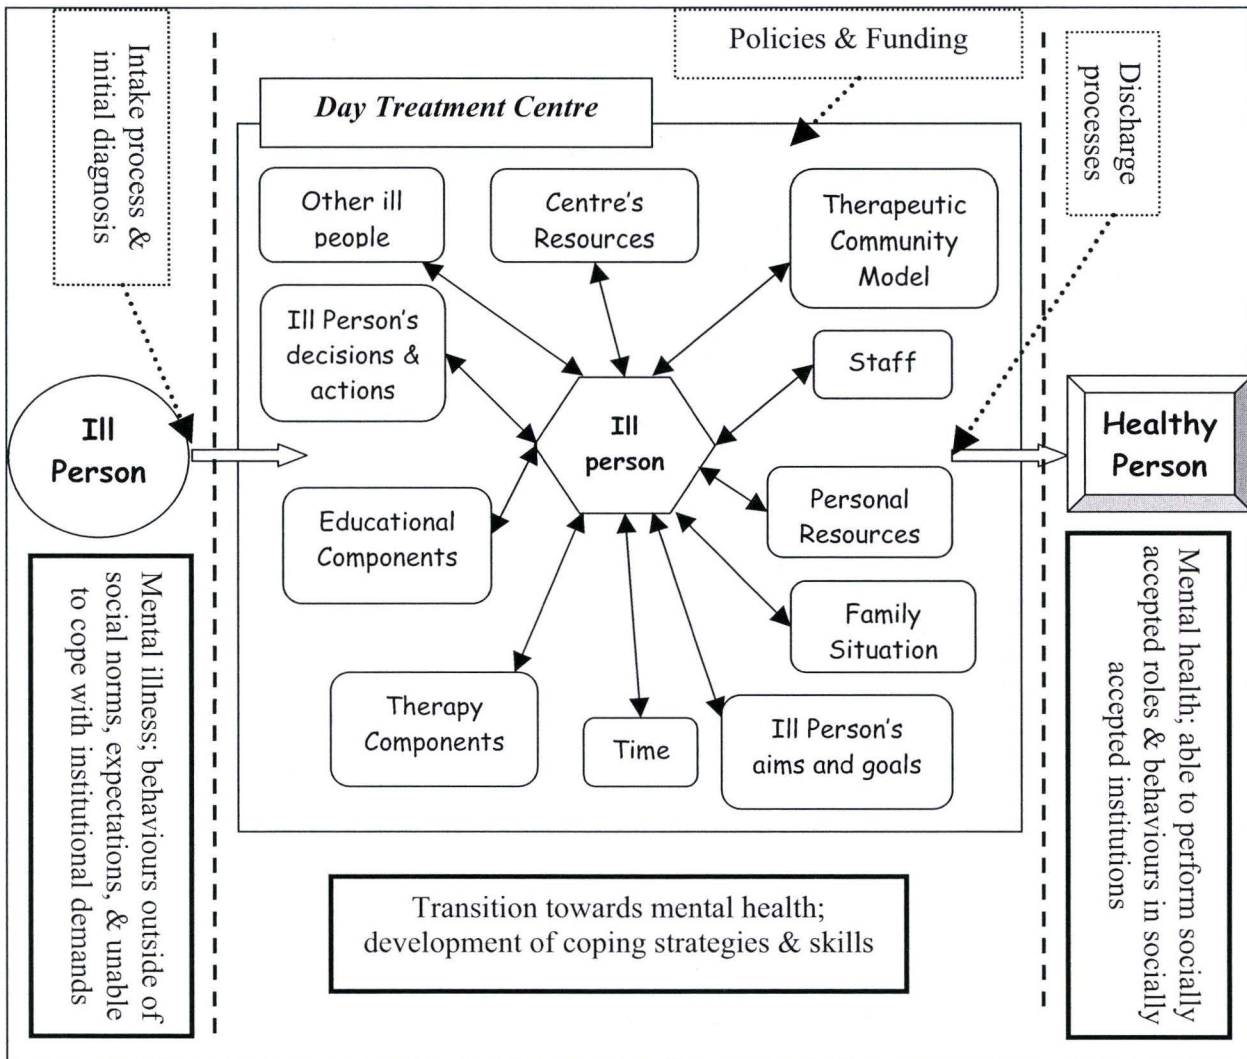 Intake process &
initial diagnosis
Policies & Funding
Discharge
processes
Day Treatment Centre
Other ill
people
Centre's
Resources
Therapeutic
Community
Model
Ill Person's
decisions &
actions
Staff
Ill
Person
Ill
person
Healthy
Person
Educational
Components
Personal
Resources
Family
Situation
Therapy
Components
Time
Ill Person's
aims and goals
Mental illness; behaviours outside of
social norms, expectations, & unable
to cope with institutional demands
Transition towards mental health;
development of coping strategies & skills
Mental health; able to perform socially
accepted roles & behaviours in socially
accepted institutions